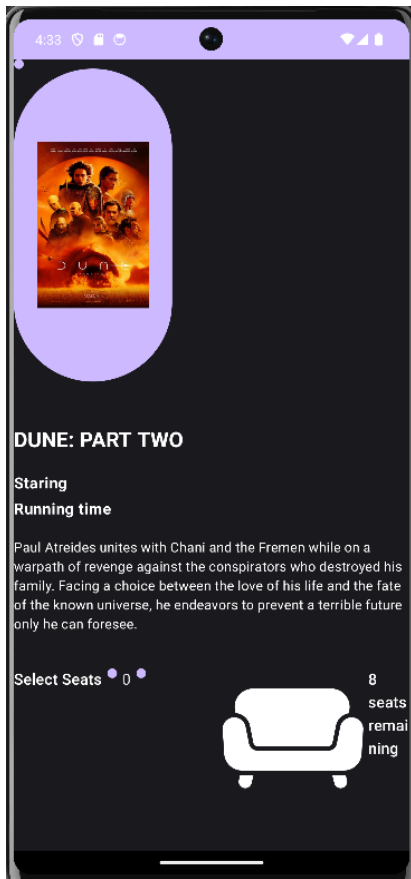 4:33
DUNE
DUNE: PART TWO
Staring
Running time
Paul Atreides unites with Chani and the Fremen while on a
warpath of revenge against the conspirators who destroyed his
family. Facing a choice between the love of his life and the fate
of the known universe, he endeavors to prevent a terrible future
only he can foresee.
Select Seats 0
8
seats
remai
ning